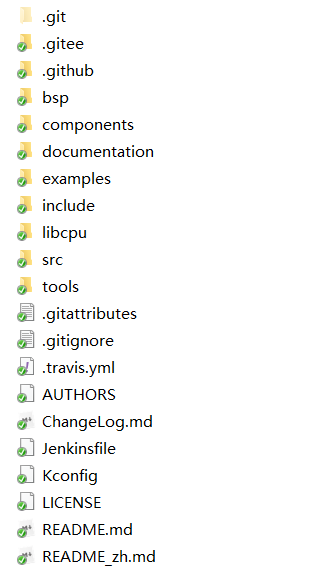 .git
.gitee
.github
bsp
components
documentation
examples
include
libcpu
src
tools
.gitattributes
.gitignore
.travis.yml
AUTHORS
ChangeLog.md
Jenkinsfile
Kconfig
LICENSE
README.md
README_zh.md